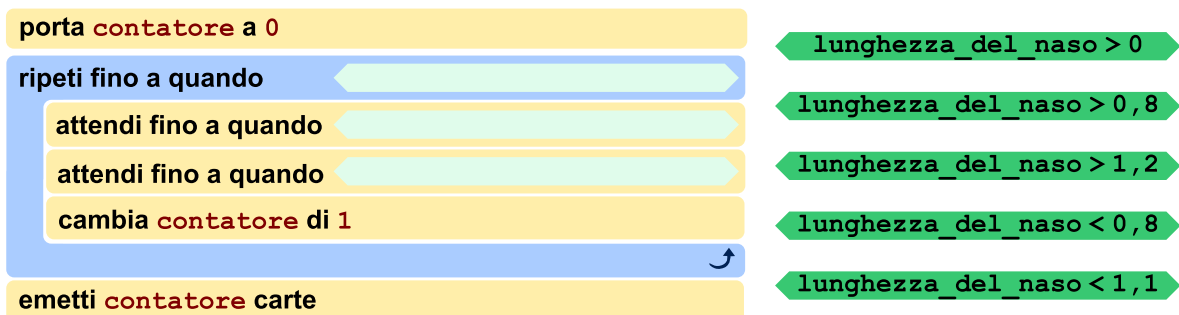 porta contatore a 0
ripeti fino a quando
attendi fino a quando
attendi fino a quando
cambia contatore di 1
emetti contatore carte
lunghezza_del_naso > 0
lunghezza_del_naso > 0,8
lunghezza_del_naso > 1,2
lunghezza_del_naso < 0,8
lunghezza_del_naso < 1,1